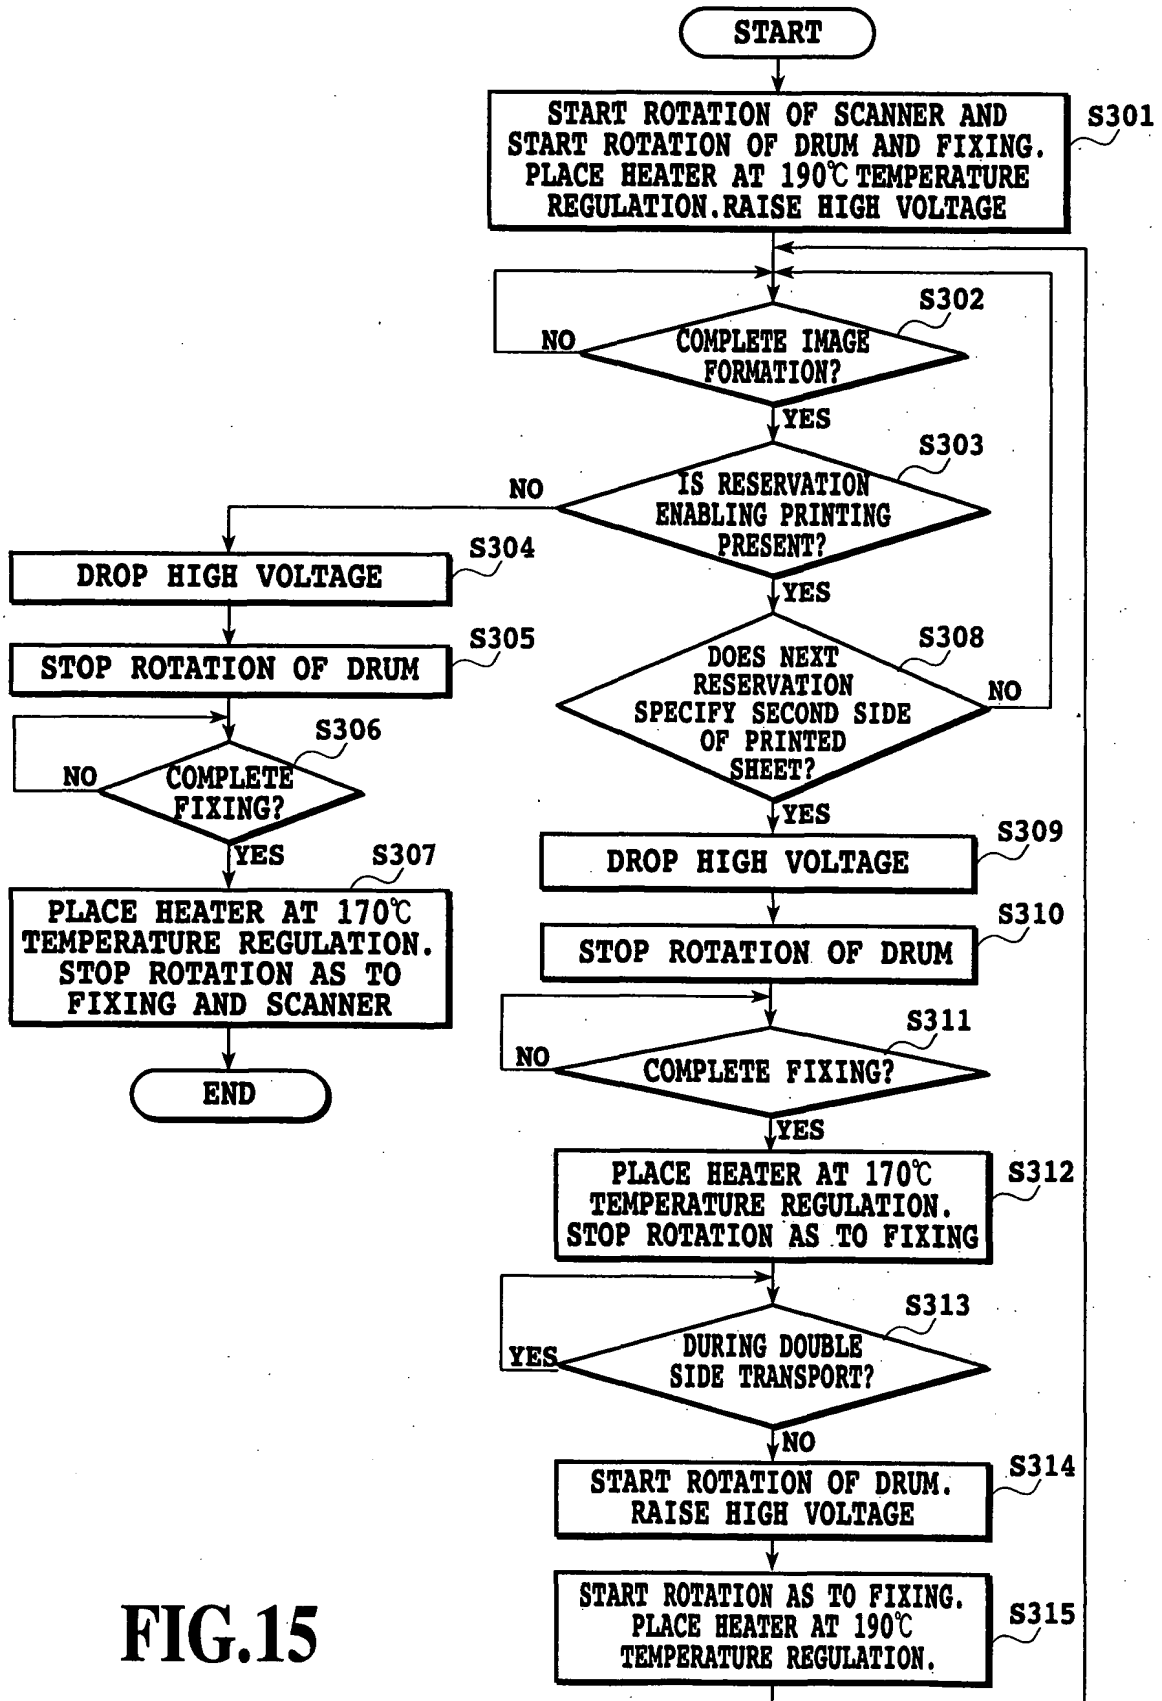 START
START ROTATION OF SCANNER AND
START ROTATION OF DRUM AND FIXING.
PLACE HEATER AT 190℃ TEMPERATURE
REGULATION.RAISE HIGH VOLTAGE
S301
S302
COMPLETE IMAGE
FORMATION?
NO
YES
S303
IS RESERVATION
ENABLING PRINTING
PRESENT?
NO
YES
S304
DROP HIGH VOLTAGE
S305
STOP ROTATION OF DRUM
S306
COMPLETE
FIXING?
NO
YES
S307
PLACE HEATER AT 170℃
TEMPERATURE REGULATION.
STOP ROTATION AS TO
FIXING AND SCANNER
END
S308
DOES NEXT
RESERVATION
SPECIFY SECOND SIDE
OF PRINTED
SHEET?
NO
YES
S309
DROP HIGH VOLTAGE
S310
STOP ROTATION OF DRUM
S311
COMPLETE FIXING?
NO
YES
S312
PLACE HEATER AT 170℃
TEMPERATURE REGULATION.
STOP ROTATION AS TO FIXING
S313
DURING DOUBLE
SIDE TRANSPORT?
YES
NO
S314
START ROTATION OF DRUM.
RAISE HIGH VOLTAGE
S315
START ROTATION AS TO FIXING.
PLACE HEATER AT 190℃
TEMPERATURE REGULATION.
FIG.15